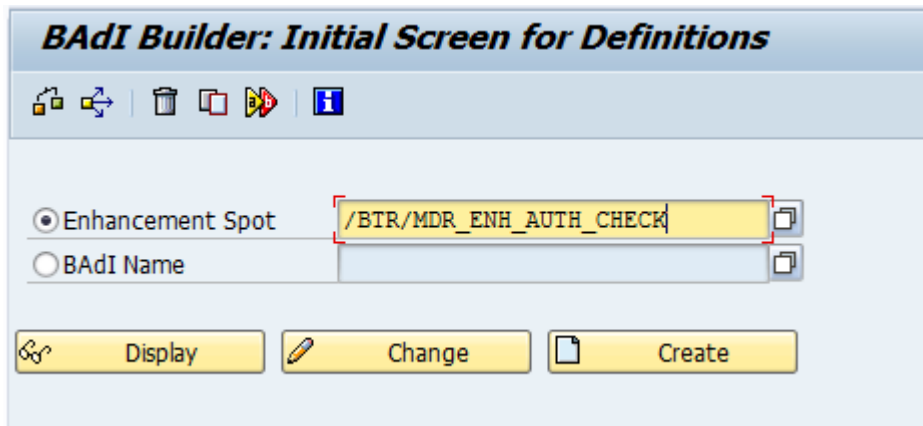 BAdI Builder: Initial Screen for Definitions
Enhancement Spot /BTR/MDR_ENH_AUTH_CHECK
BAdI Name
Display Change Create